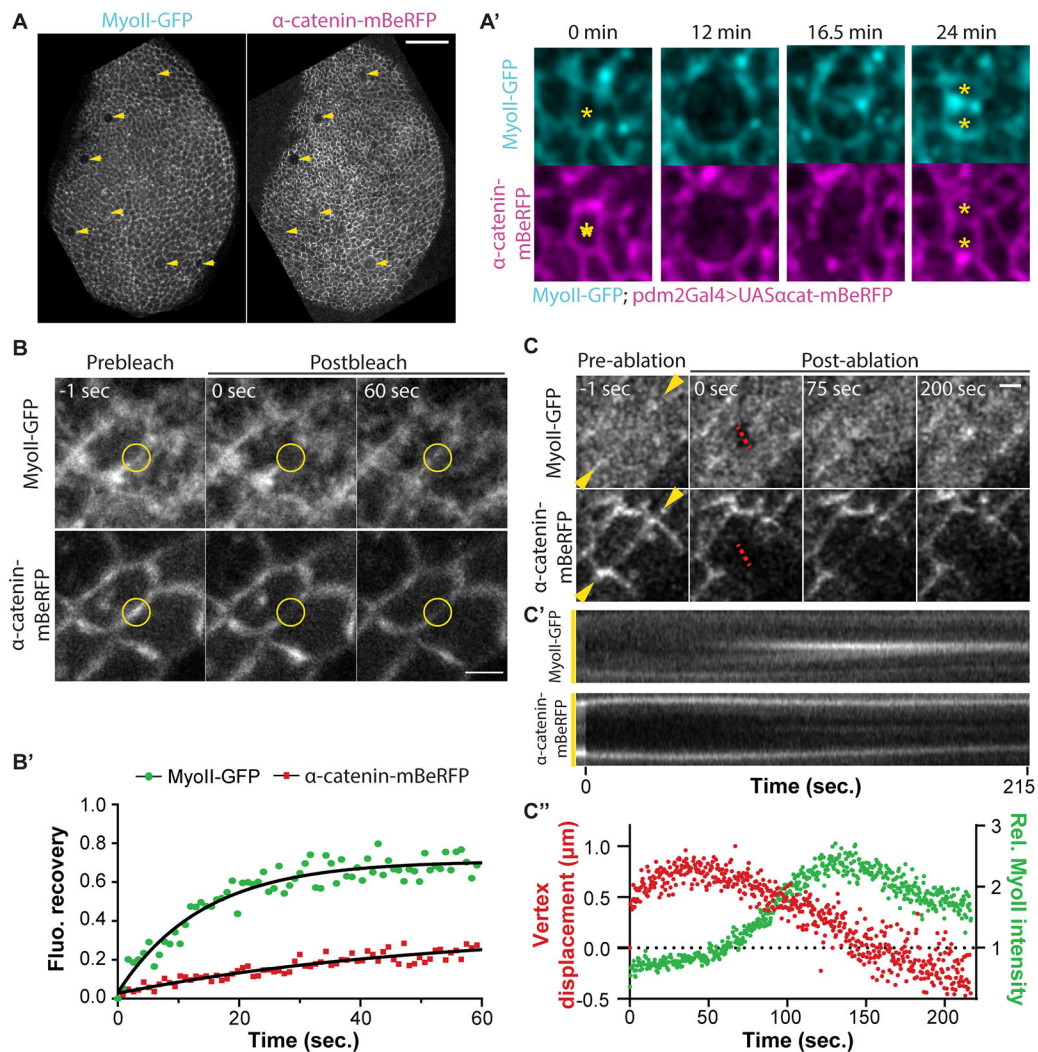 A
MyoII-GFP
α-catenin-mBeRFP
A’
0 min
12 min
16.5 min
24 min
MyoII-GFP
α-catenin-
mBeRFP
MyoII-GFP; pdm2Gal4>UASαcat-mBeRFP
B
Prebleach
Postbleach
-1 sec
0 sec
60 sec
MyoII-GFP
α-catenin-
mBeRFP
C
Pre-ablation
Post-ablation
-1 sec
0 sec
75 sec
200 sec
MyoII-GFP
α-catenin-
mBeRFP
C’
MyoII-GFP
α-catenin-
mBeRFP
0
Time (sec.)
215
B’
MyoII-GFP
α-catenin-mBeRFP
Fluo. recovery
1.0
0.8
0.6
0.4
0.2
0.0
0
20
40
60
Time (sec.)
C”
Vertex
displacement (µm)
1.0
0.5
0.0
-0.5
0
50
100
150
200
Time (sec.)
3
2
1
Rel. MyoII intensity